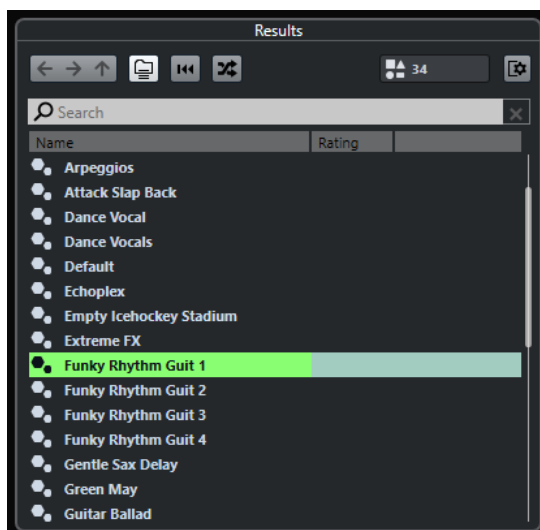 Results
34
Search
Name Rating
Arpeggios
Attack Slap Back
Dance Vocal
Dance Vocals
Default
Echoplex
Empty Icehockey Stadium
Extreme FX
Funky Rhythm Guit 1
Funky Rhythm Guit 2
Funky Rhythm Guit 3
Funky Rhythm Guit 4
Gentle Sax Delay
Green May
Guitar Ballad